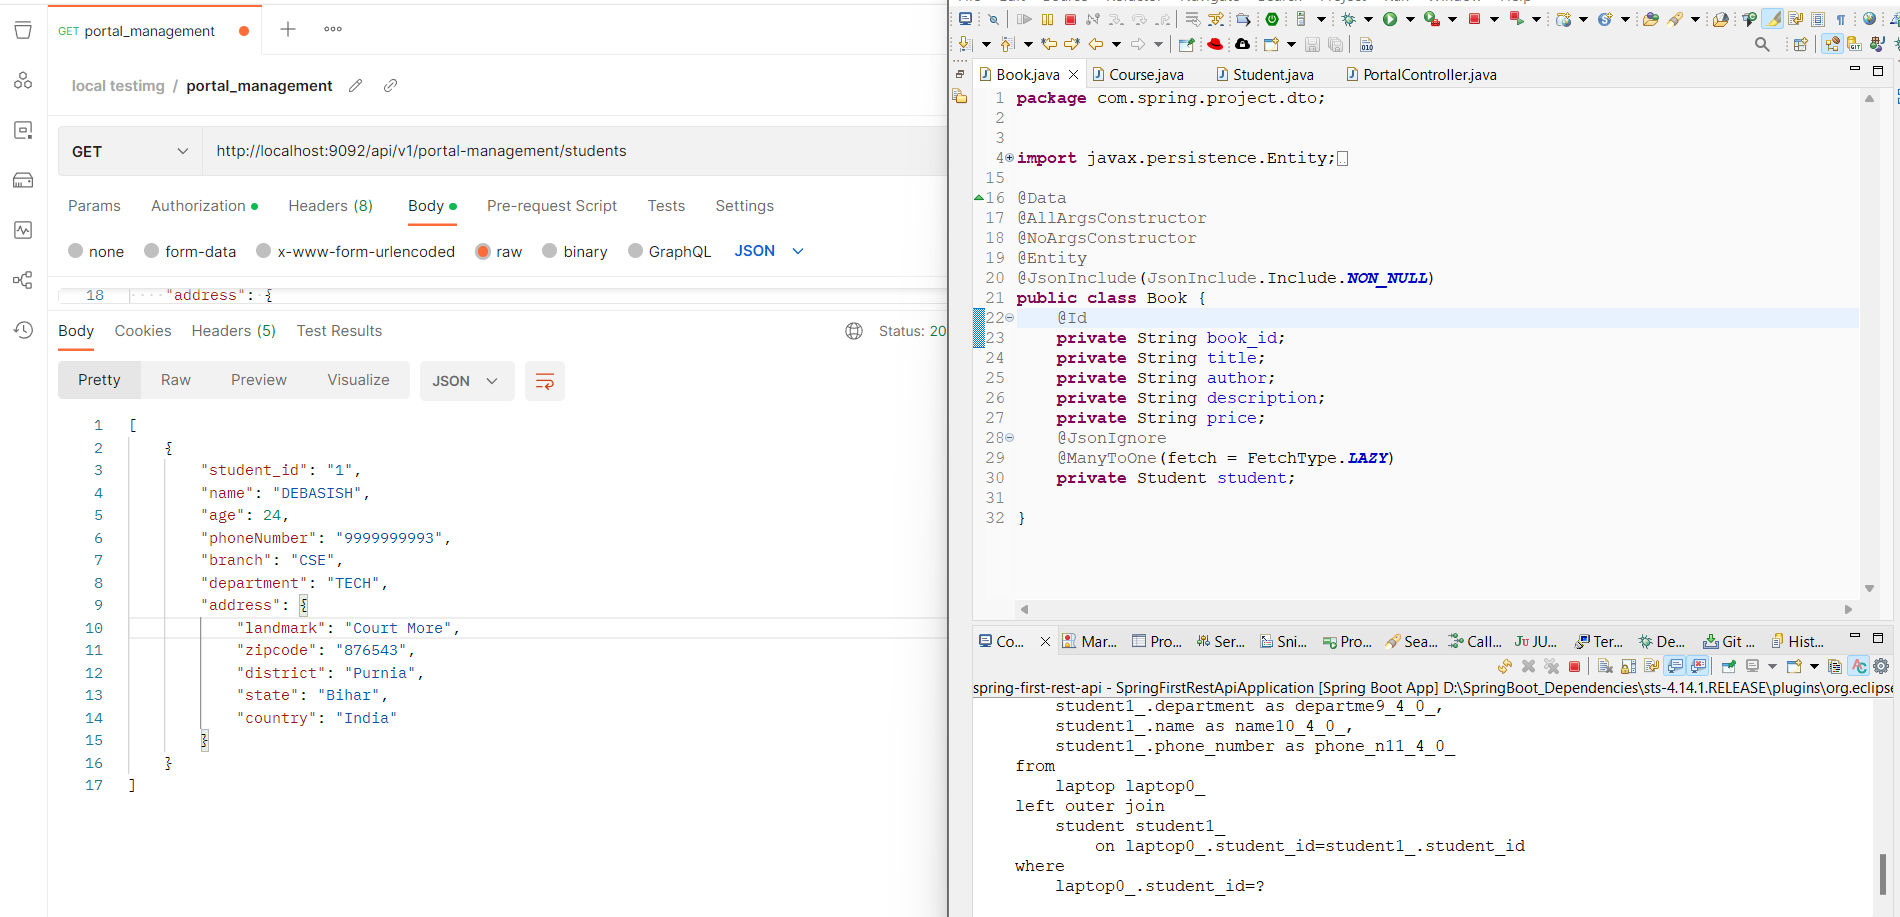 GET portal_management
local testimg / portal_management
GET http://localhost:9092/api/v1/portal-management/students
Params Authorization Headers (8) Body Pre-request Script Tests Settings
none form-data x-www-form-urlencoded raw binary GraphQL JSON
18 "address": {
Body Cookies Headers (5) Test Results Status: 20
Pretty Raw Preview Visualize JSON
1 [
2 {
3 "student_id": "1",
4 "name": "DEBASISH",
5 "age": 24,
6 "phoneNumber": "9999999993",
7 "branch": "CSE",
8 "department": "TECH",
9 "address": {
10 "landmark": "Court More",
11 "zipcode": "876543",
12 "district": "Purnia",
13 "state": "Bihar",
14 "country": "India"
15 }
16 }
17 ]
Book.java Course.java Student.java PortalController.java
1 package com.spring.project.dto;
2
3
4 import javax.persistence.Entity;
15
16 @Data
17 @AllArgsConstructor
18 @NoArgsConstructor
19 @Entity
20 @JsonInclude(JsonInclude.Include.NON_NULL)
21 public class Book {
22 @Id
23 private String book_id;
24 private String title;
25 private String author;
26 private String description;
27 private String price;
28 @JsonIgnore
29 @ManyToOne(fetch = FetchType.LAZY)
30 private Student student;
31
32 }
Co... Mar... Pro... Ser... Sni... Pro... Sea... Call... JU... Ter... De... Git ... Hist...
spring-first-rest-api - SpringFirstRestApiApplication [Spring Boot App] D:\SpringBoot_Dependencies\sts-4.14.1.RELEASE\plugins\org.eclipse
student1_.department as departme9_4_0_,
student1_.name as name10_4_0_,
student1_.phone_number as phone_n11_4_0_
from
laptop laptop0_
left outer join
student student1_
on laptop0_.student_id=student1_.student_id
where
laptop0_.student_id=?